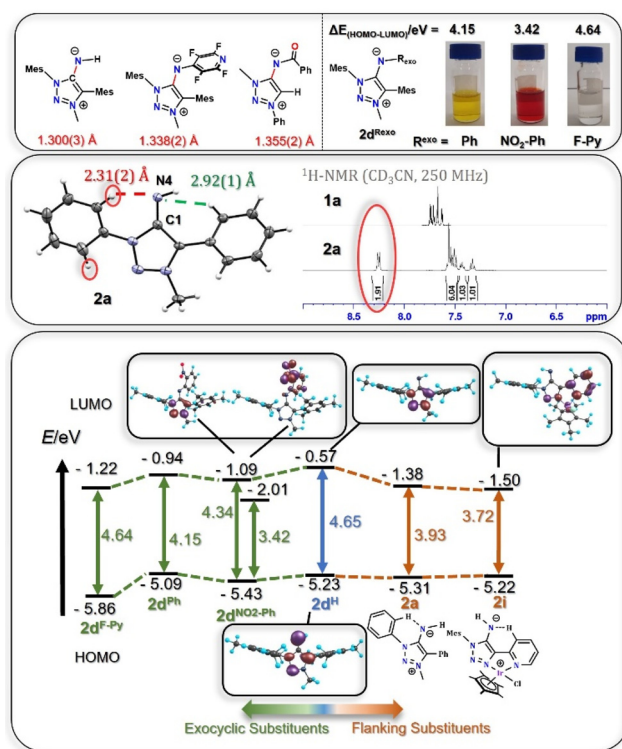 ΔE(HOMO-LUMO)/eV 4.15 3.42 4.64
H
N
⊖
C
Mes
Mes
N
N=N
⊕
1.300(3) Å
F
F
N
F
F
⊖
N
Mes
Mes
N
N=N
⊕
1.338(2) Å
O
Ph
⊖
N
Mes
H
N
N=N
⊕
Ph
1.355(2) Å
⊖
N
Rexo
Mes
Mes
N
N=N
⊕
2dRexo
Rexo = Ph NO2-Ph F-Py
2.31(2) Å N4 2.92(1) Å
C1
2a
1H-NMR (CD3CN, 250 MHz)
1a
2a
1.91 6.04 1.03 1.01
8.5 8.0 7.5 7.0 6.5 ppm
LUMO
E/eV
- 1.22 - 0.94 - 1.09 - 2.01 - 0.57 - 1.38 - 1.50
4.64 4.15 4.34 3.42 4.65 3.93 3.72
- 5.86 - 5.09 - 5.43 - 5.23 - 5.31 - 5.22
2dF-Py 2dPh 2dNO2-Ph 2dH 2a 2i
HOMO
H
N
H
⊖
N
Ph
N=N
⊕
H
N
H
⊖
Mes
N
N=N
N
Ir
⊕
Cl
Exocyclic Substituents Flanking Substituents